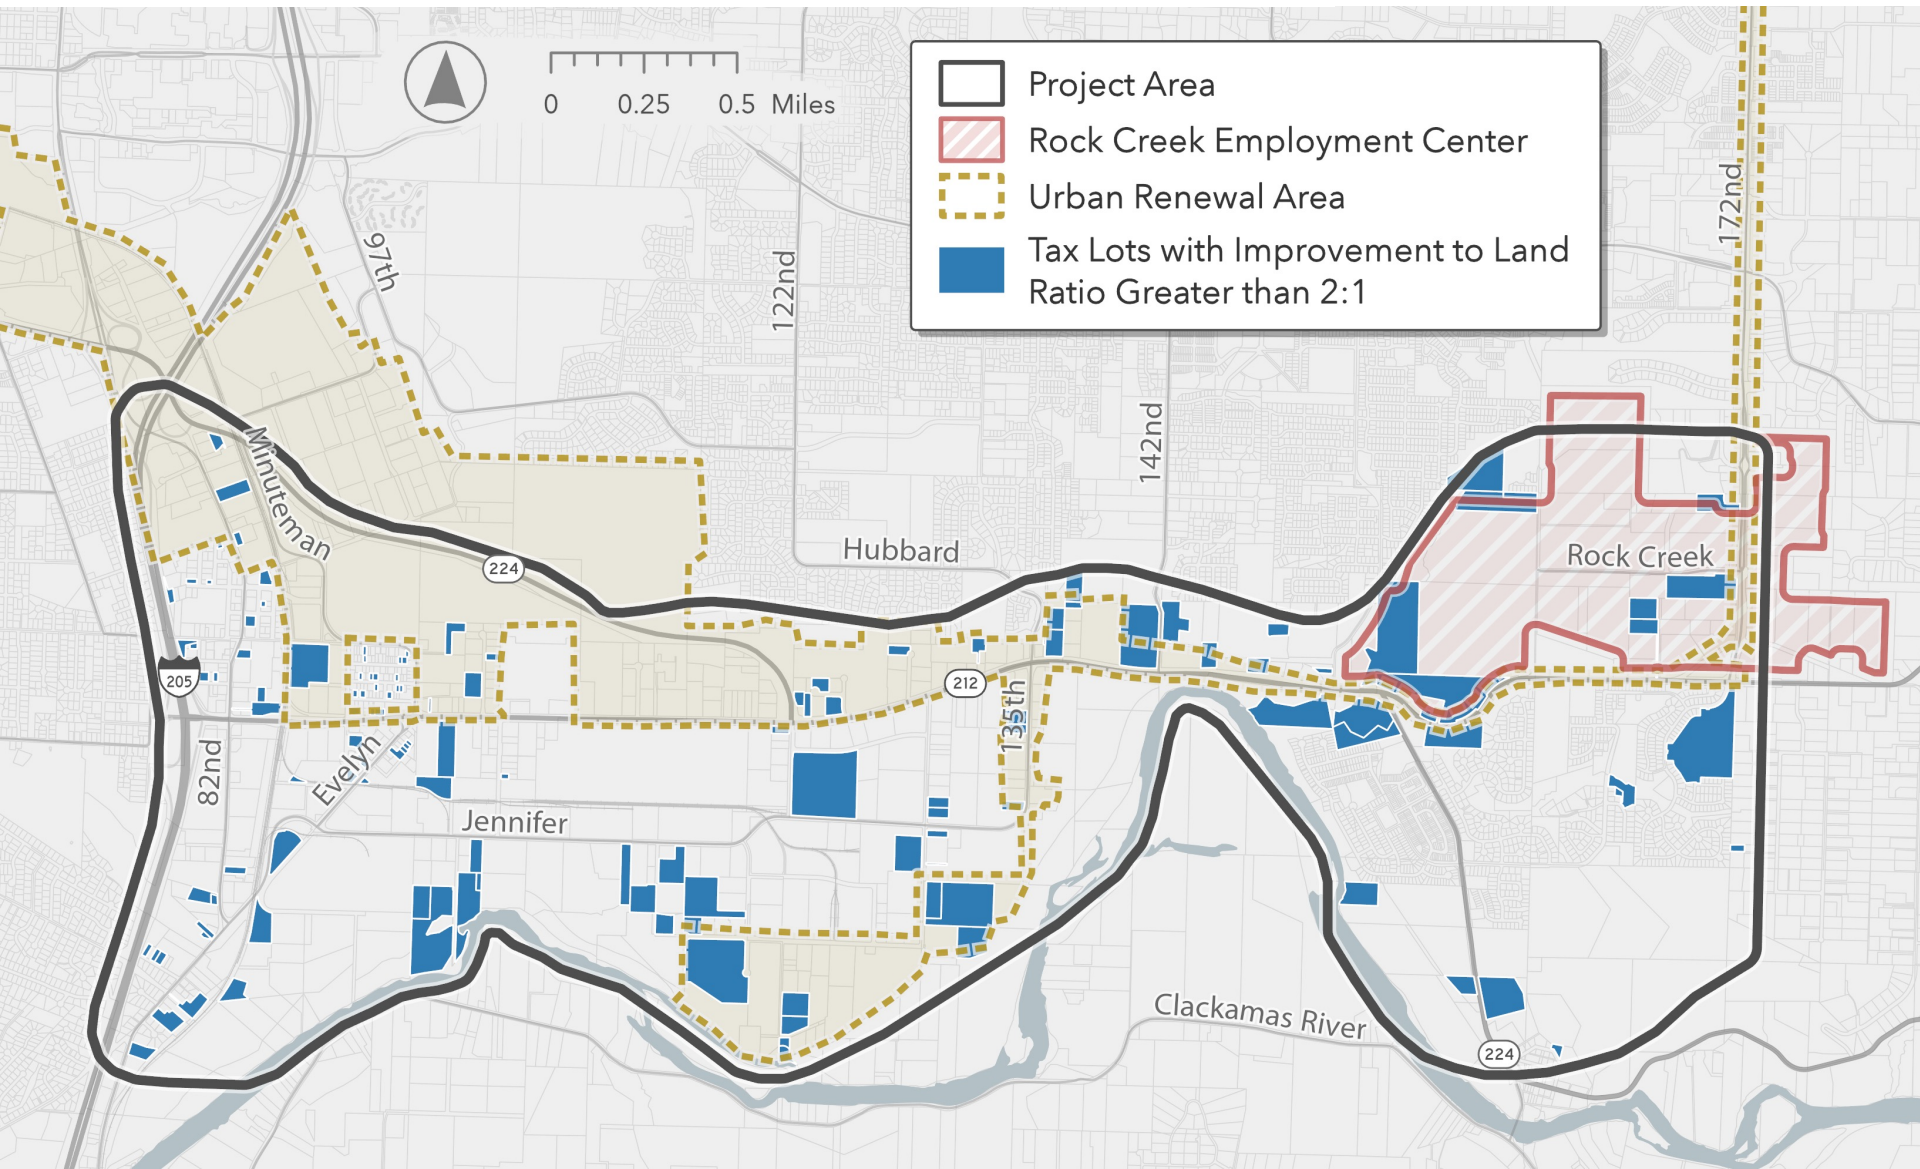 0 0.25 0.5 Miles
Project Area
Rock Creek Employment Center
Urban Renewal Area
Tax Lots with Improvement to Land
Ratio Greater than 2:1
172nd
97th
122nd
142nd
Minuteman
Hubbard
Rock Creek
224
205
212
135th
82nd
Evelyn
Jennifer
Clackamas River
224